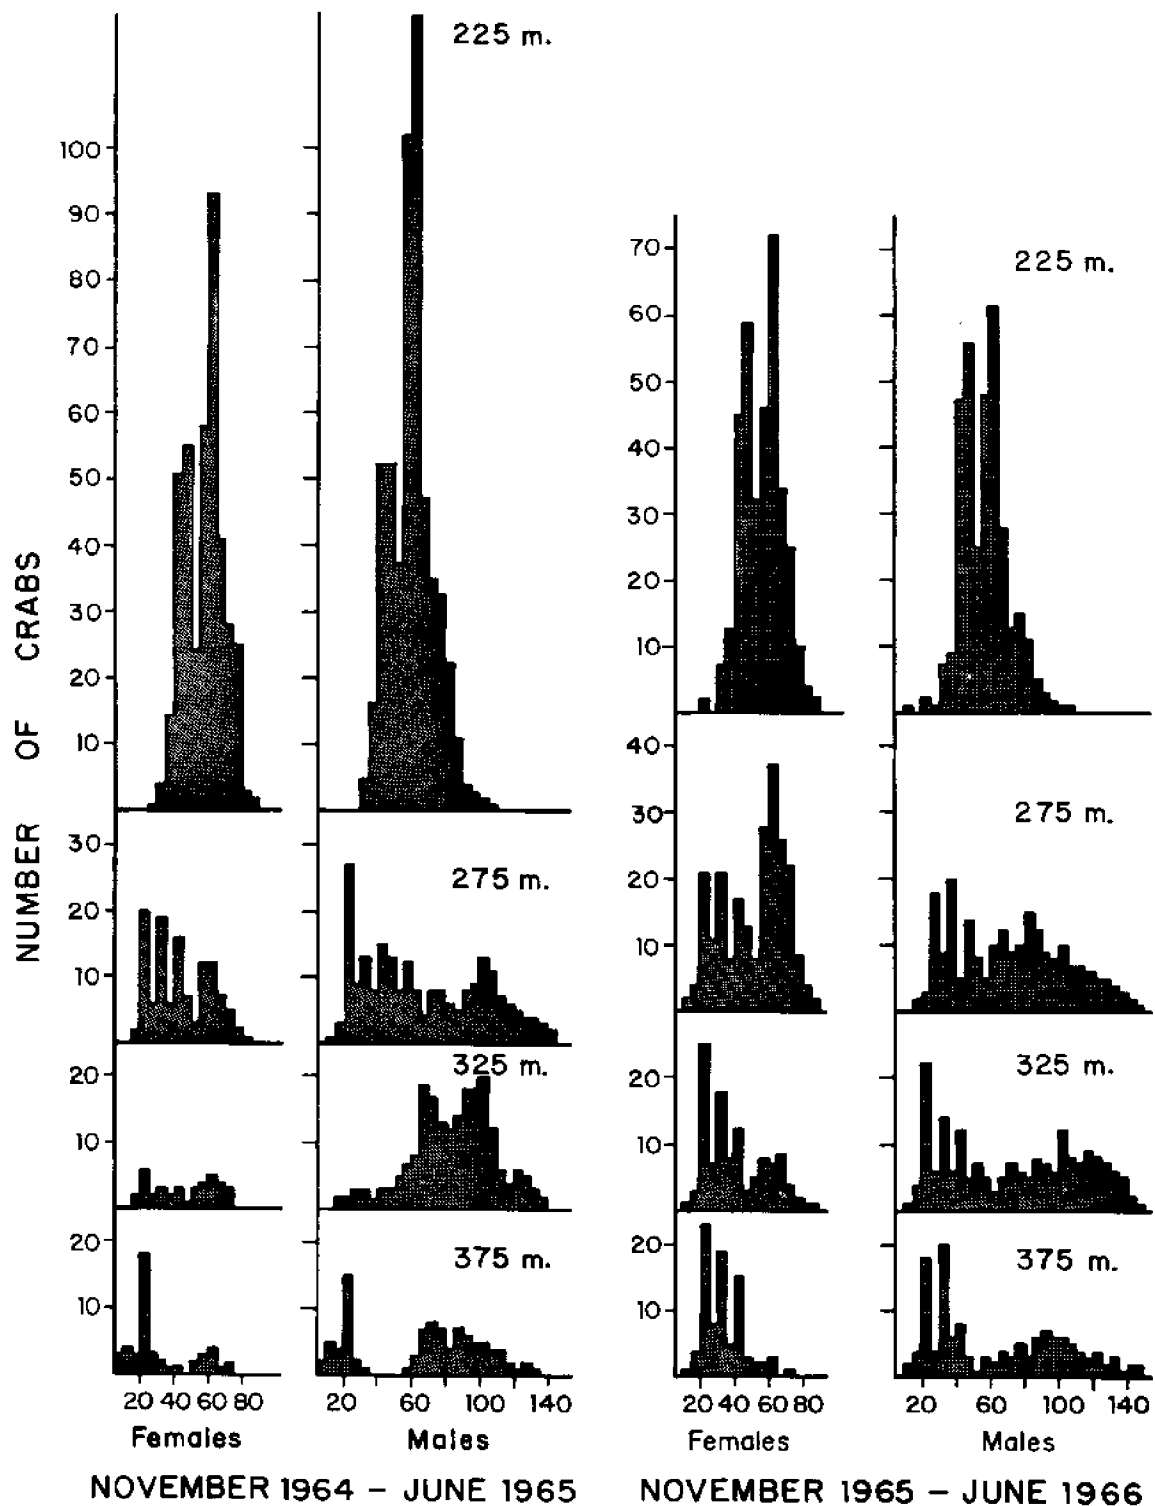 NUMBER OF CRABS
225 m.
100
90
80
70
60
50
40
30
20
10
275 m.
30
20
10
325 m.
20
10
375 m.
20
10
20 40 60 80
Females
20 60 100 140
Males
NOVEMBER 1964 – JUNE 1965
225 m.
70
60
50
40
30
20
10
275 m.
40
30
20
10
325 m.
20
10
375 m.
20
10
20 40 60 80
Females
20 60 100 140
Males
NOVEMBER 1965 – JUNE 1966